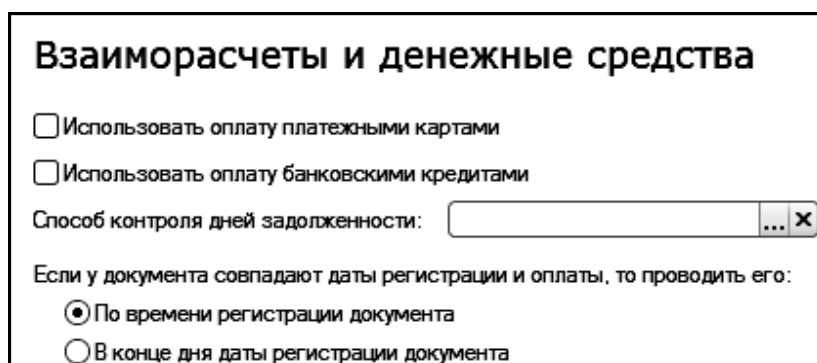 Взаиморасчеты и денежные средства
Использовать оплату платежными картами
Использовать оплату банковскими кредитами
Способ контроля дней задолженности: ...
Если у документа совпадают даты регистрации и оплаты, то проводить его:
По времени регистрации документа
В конце дня даты регистрации документа